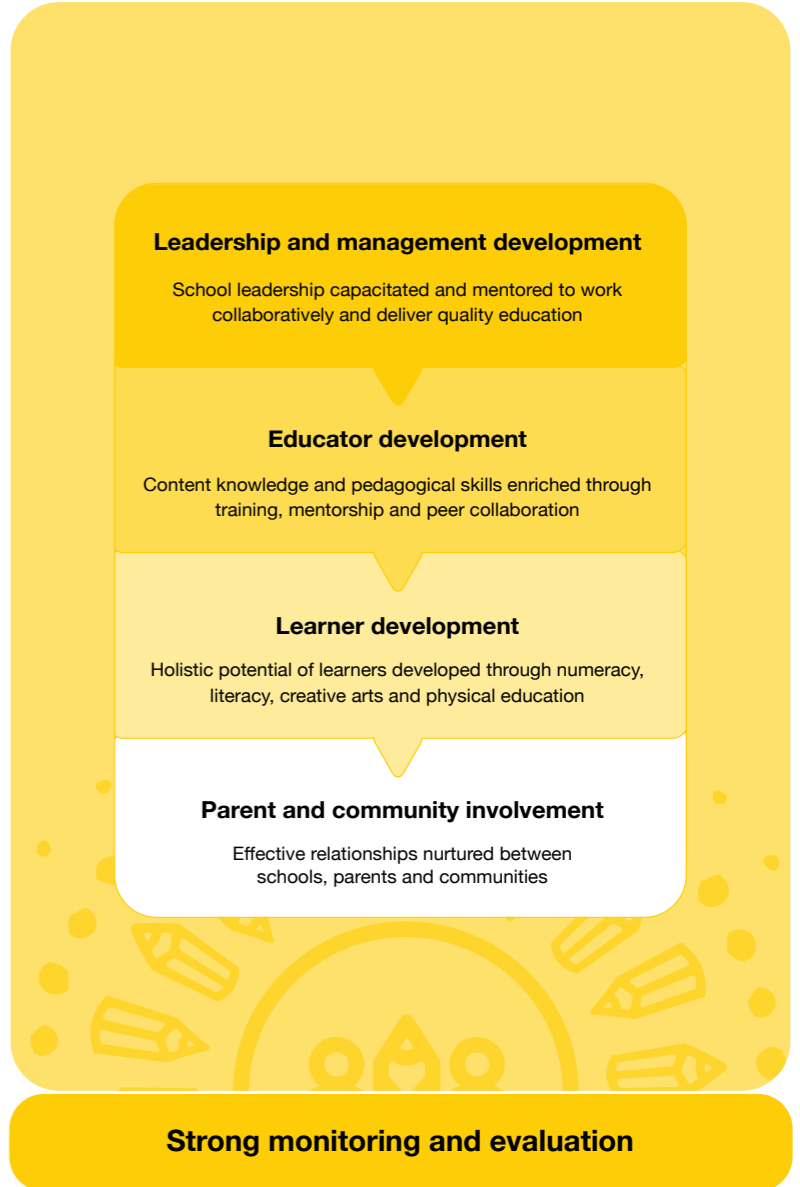 Leadership and management development
School leadership capacitated and mentored to work
collaboratively and deliver quality education
Educator development
Content knowledge and pedagogical skills enriched through
training, mentorship and peer collaboration
Learner development
Holistic potential of learners developed through numeracy,
literacy, creative arts and physical education
Parent and community involvement
Effective relationships nurtured between
schools, parents and communities
Strong monitoring and evaluation